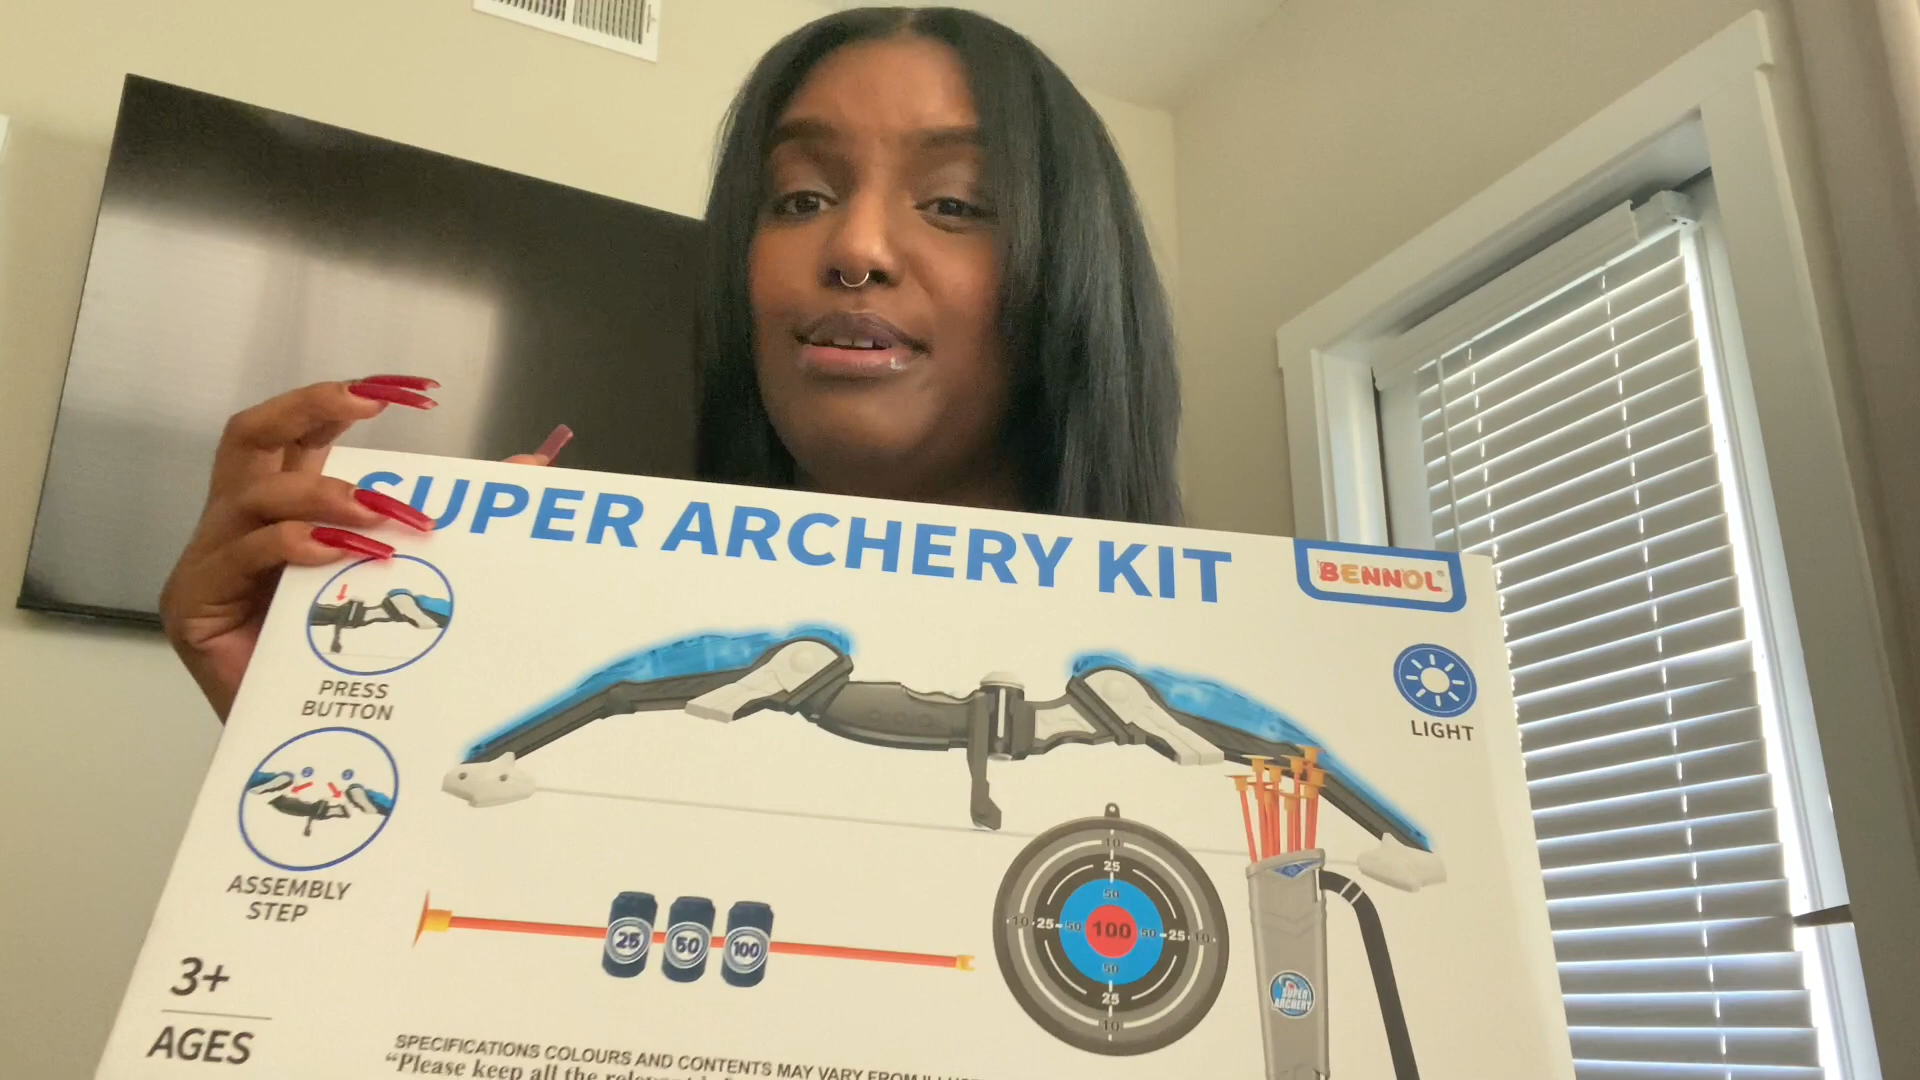 SUPER ARCHERY KIT
BENNOL
PRESS
BUTTON
LIGHT
ASSEMBLY
STEP
25
50
100
10
25
50
10 25 50 100 50 25 10
50
25
10
SUPER
ARCHERY
3+
AGES
SPECIFICATIONS COLOURS AND CONTENTS MAY VARY FROM
"Please keep all the